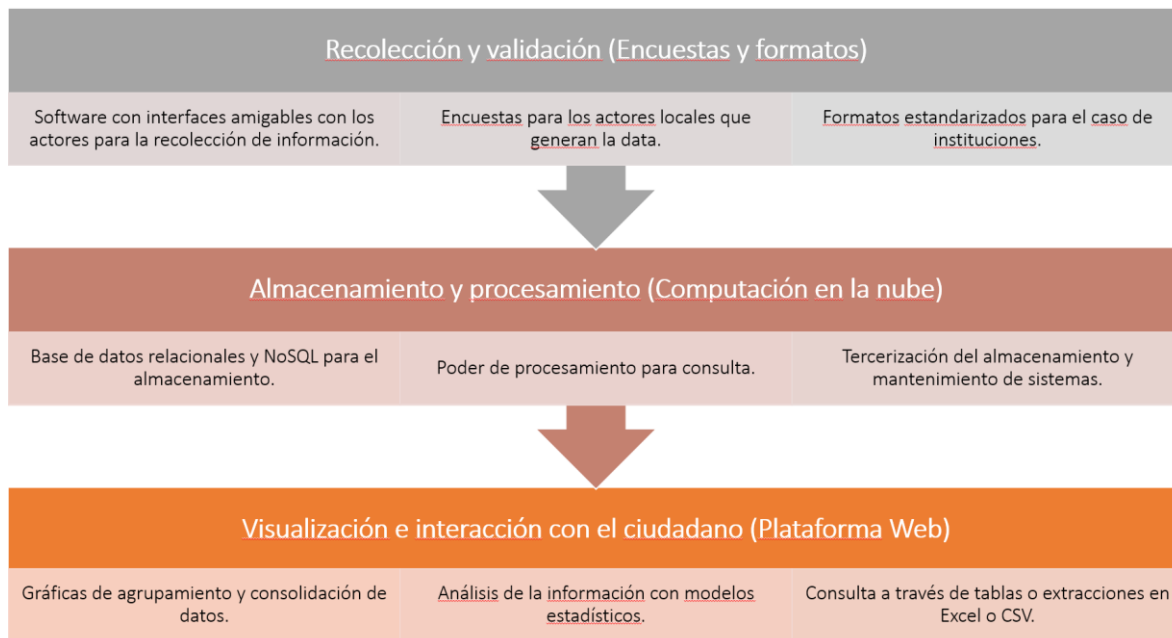 Recolección y validación (Encuestas y formatos)
Software con interfaces amigables con los
actores para la recolección de información.
Encuestas para los actores locales que
generan la data.
Formatos estandarizados para el caso de
instituciones.
Almacenamiento y procesamiento (Computación en la nube)
Base de datos relacionales y NoSQL para el
almacenamiento.
Poder de procesamiento para consulta.
Tercerización del almacenamiento y
mantenimiento de sistemas.
Visualización e interacción con el ciudadano (Plataforma Web)
Gráficas de agrupamiento y consolidación de
datos.
Análisis de la información con modelos
estadísticos.
Consulta a través de tablas o extracciones en
Excel o CSV.